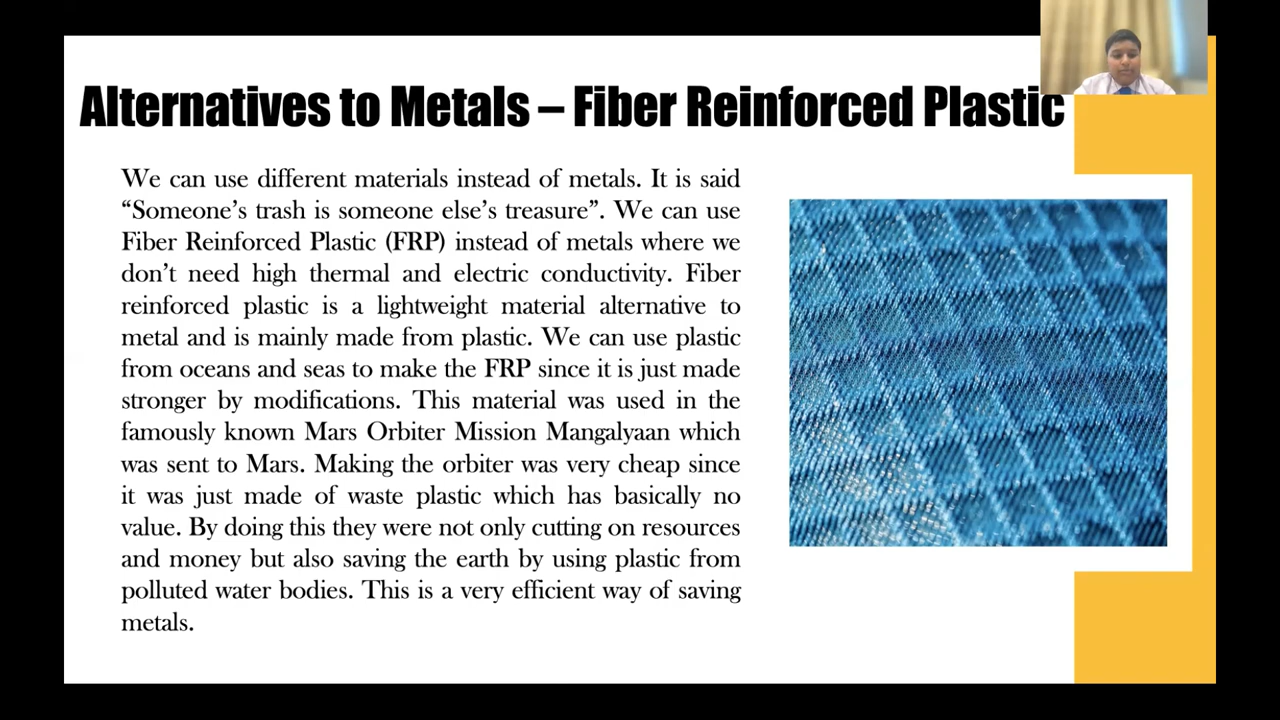 Alternatives to Metals – Fiber Reinforced Plastic
We can use different materials instead of metals. It is said
“Someone’s trash is someone else’s treasure”. We can use
Fiber Reinforced Plastic (FRP) instead of metals where we
don’t need high thermal and electric conductivity. Fiber
reinforced plastic is a lightweight material alternative to
metal and is mainly made from plastic. We can use plastic
from oceans and seas to make the FRP since it is just made
stronger by modifications. This material was used in the
famously known Mars Orbiter Mission Mangalyaan which
was sent to Mars. Making the orbiter was very cheap since
it was just made of waste plastic which has basically no
value. By doing this they were not only cutting on resources
and money but also saving the earth by using plastic from
polluted water bodies. This is a very efficient way of saving
metals.